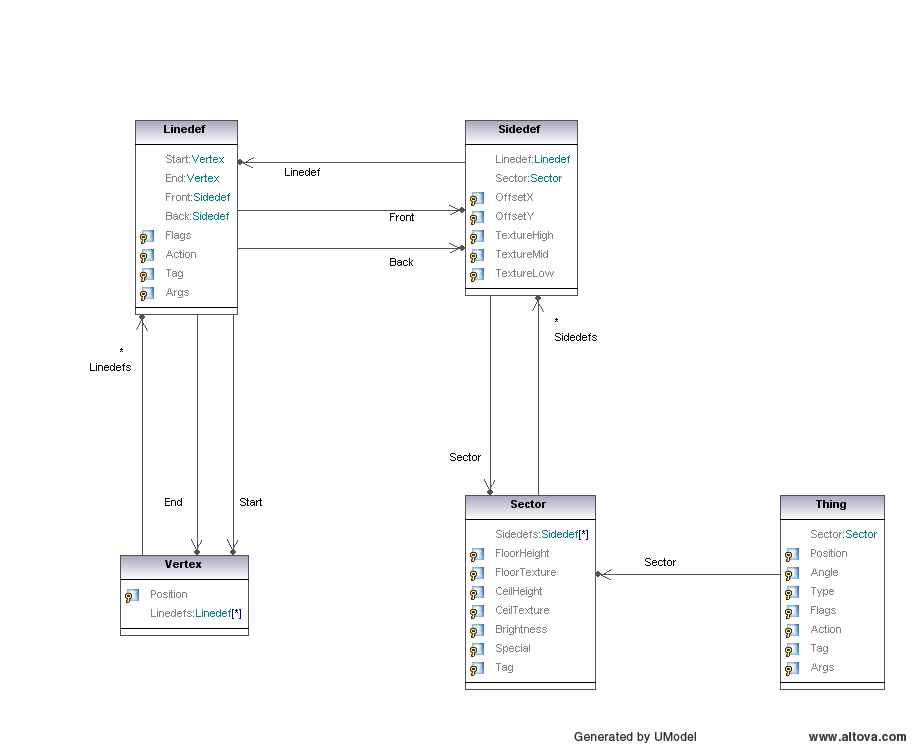 Linedef
Start:Vertex
End:Vertex
Front:Sidedef
Back:Sidedef
Flags
Action
Tag
Args
Sidedef
Linedef:Linedef
Sector:Sector
OffsetX
OffsetY
TextureHigh
TextureMid
TextureLow
Linedef
Front
Back
*
Linedefs
*
Sidedefs
Sector
End
Start
Vertex
Position
Linedefs:Linedef[*]
Sector
Sidedefs:Sidedef[*]
FloorHeight
FloorTexture
CeilHeight
CeilTexture
Brightness
Special
Tag
Sector
Thing
Sector:Sector
Position
Angle
Type
Flags
Action
Tag
Args
Generated by UModel
www.altova.com